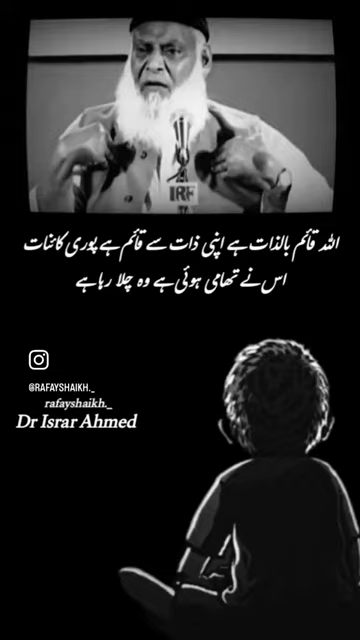 IRF
اللہ قائم بالذات ہے اپنی ذات سے قائم ہے پوری کائنات
اس نے تھامی ہوئی ہے وہ چلا رہا ہے
@RAFAYSHAIKH._
rafayshaikh._
Dr Israr Ahmed